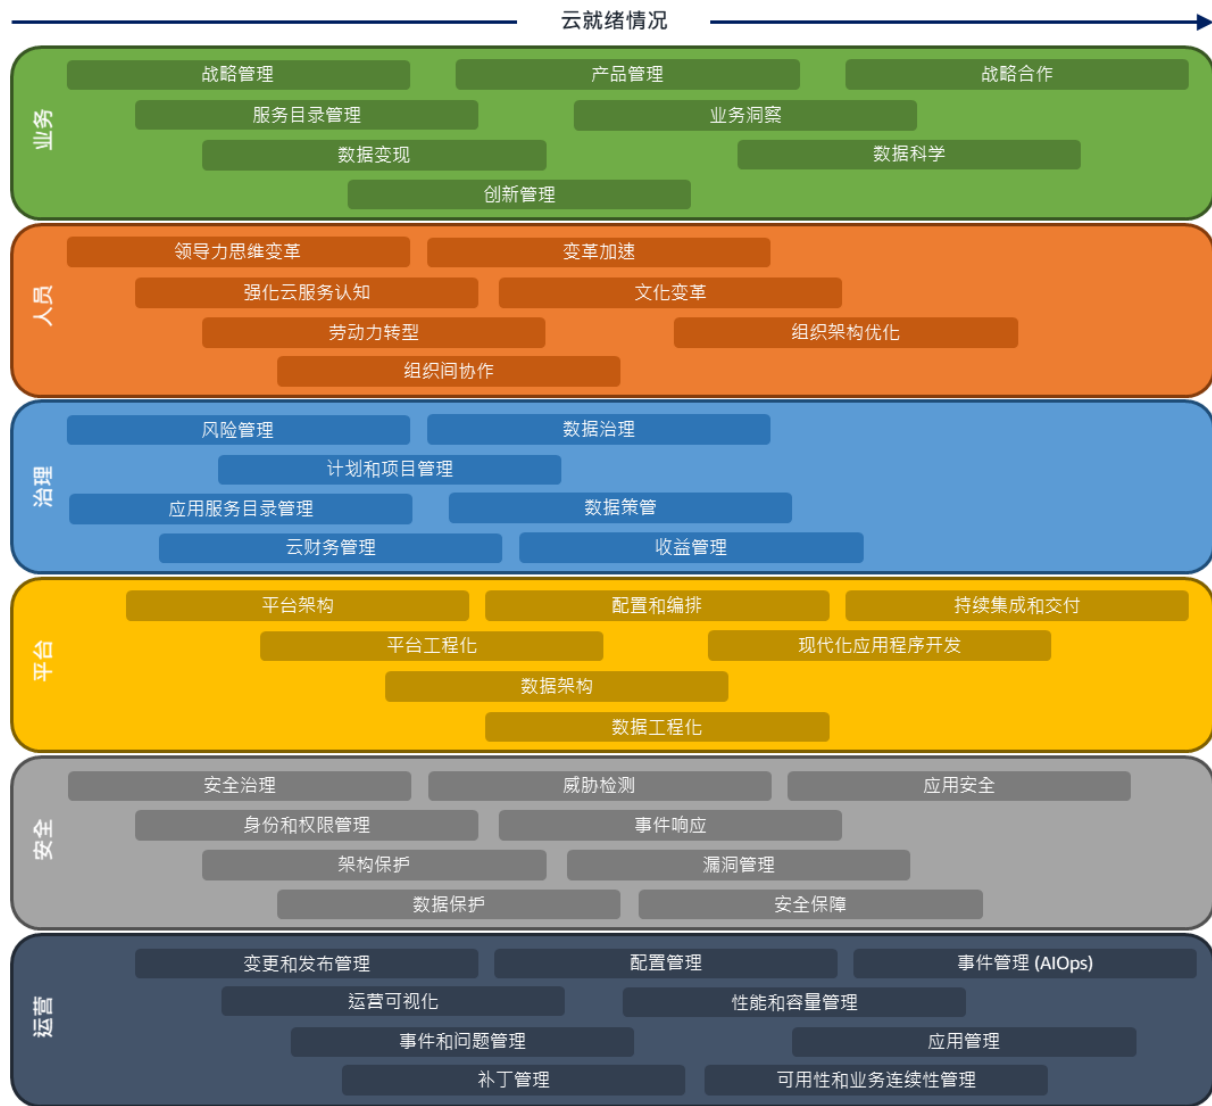 云就绪情况
业务
战略管理
产品管理
战略合作
服务目录管理
业务洞察
数据变现
数据科学
创新管理
人员
领导力思维变革
变革加速
强化云服务认知
文化变革
劳动力转型
组织架构优化
组织间协作
治理
风险管理
数据治理
计划和项目管理
应用服务目录管理
数据策管
云财务管理
收益管理
平台
平台架构
配置和编排
持续集成和交付
平台工程化
现代化应用程序开发
数据架构
数据工程化
安全
安全治理
威胁检测
应用安全
身份和权限管理
事件响应
架构保护
漏洞管理
数据保护
安全保障
运营
变更和发布管理
配置管理
事件管理 (AIOps)
运营可视化
性能和容量管理
事件和问题管理
应用管理
补丁管理
可用性和业务连续性管理